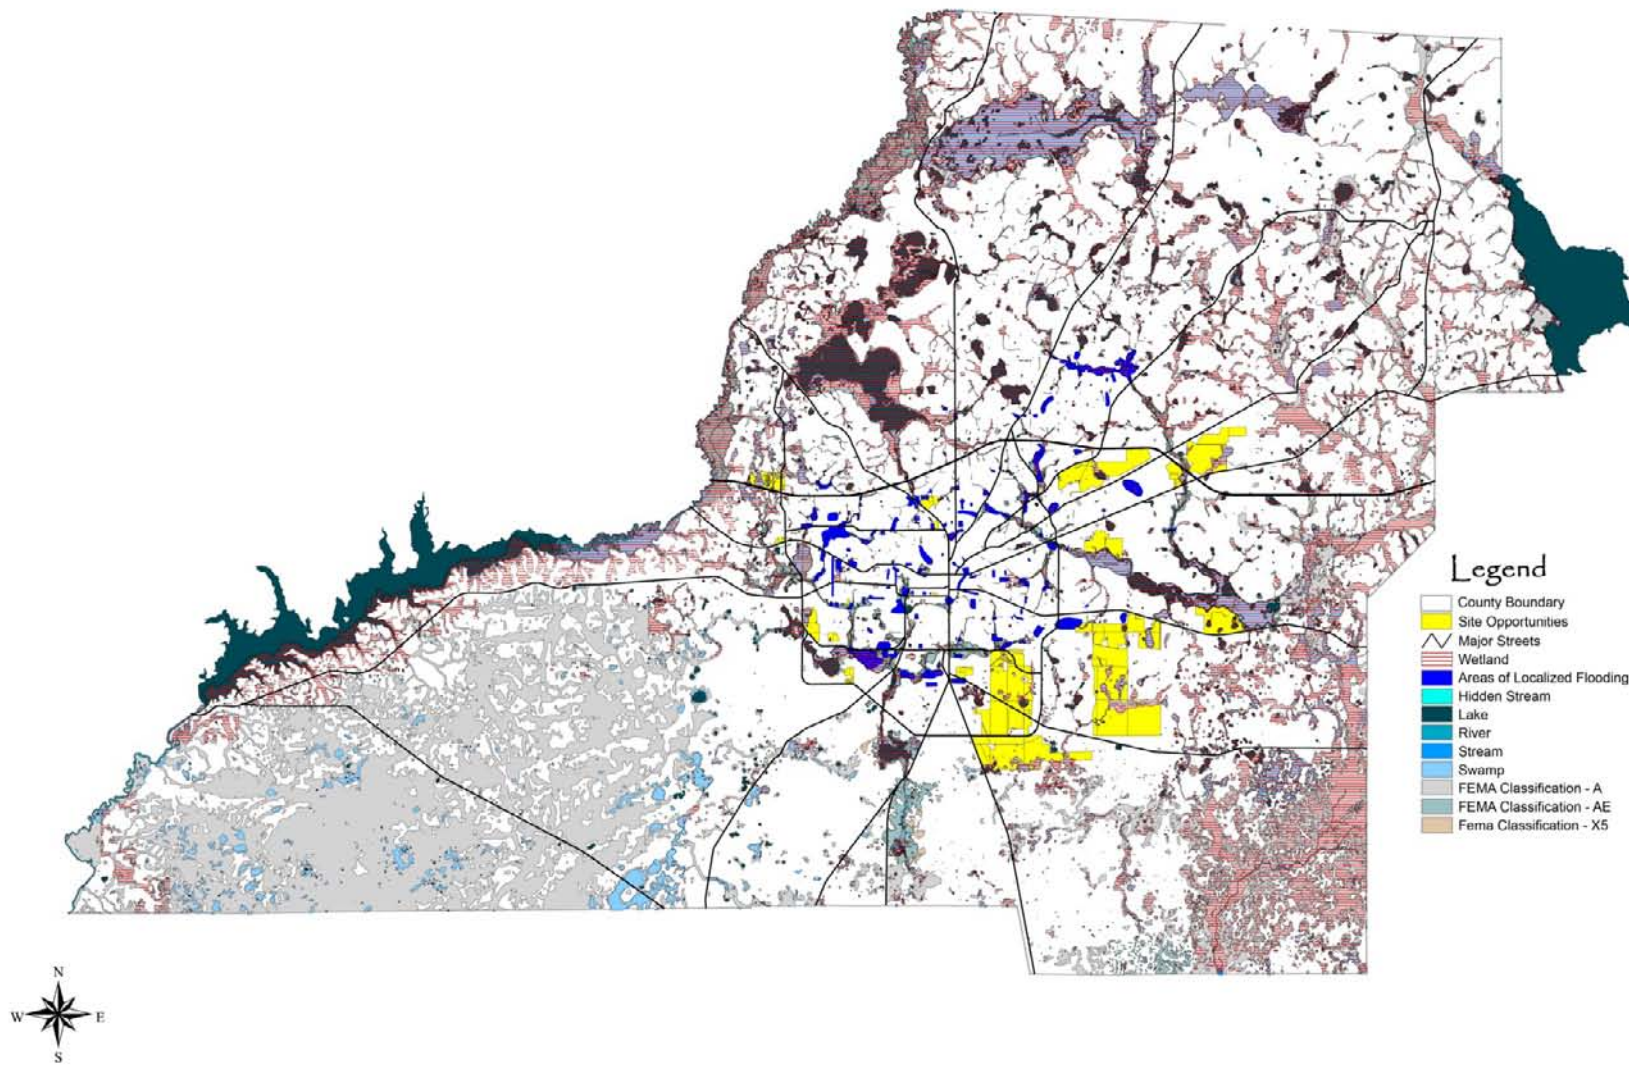 Legend
County Boundary
Site Opportunities
Major Streets
Wetland
Areas of Localized Flooding
Hidden Stream
Lake
River
Stream
Swamp
FEMA Classification - A
FEMA Classification - AE
Fema Classification - X5
N
W E
S